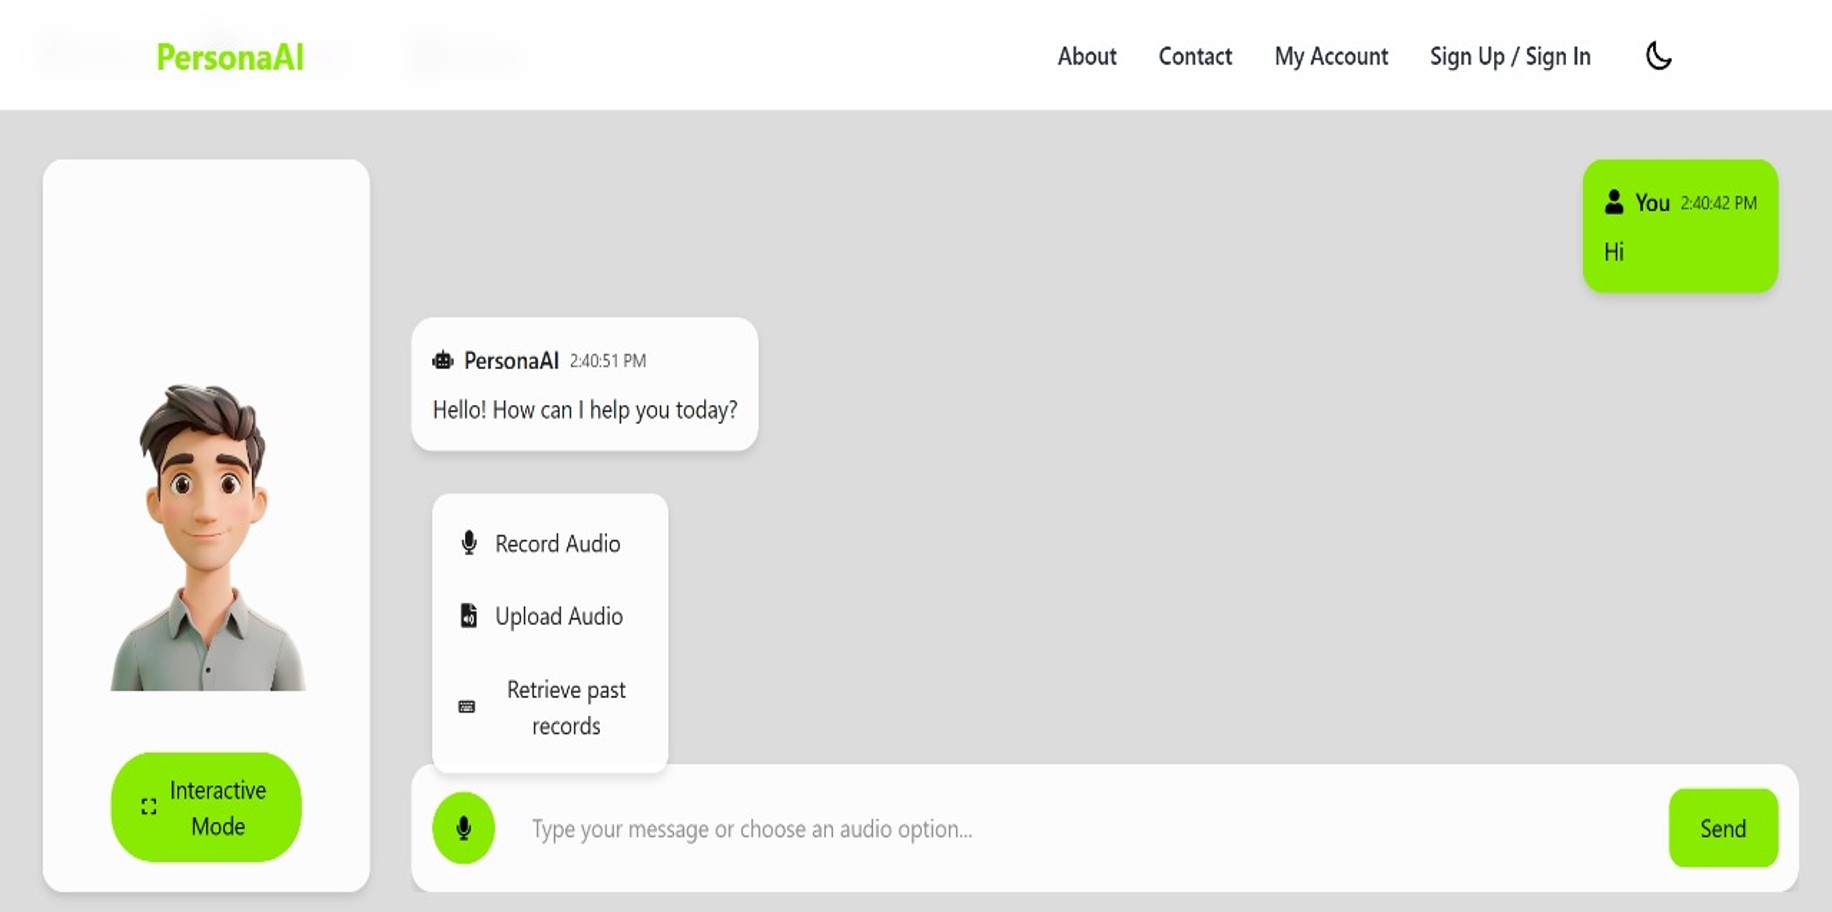 PersonaAI
About
Contact
My Account
Sign Up / Sign In
You 2:40:42 PM
Hi
PersonaAI 2:40:51 PM
Hello! How can I help you today?
Record Audio
Upload Audio
Retrieve past
records
Interactive
Mode
Type your message or choose an audio option...
Send